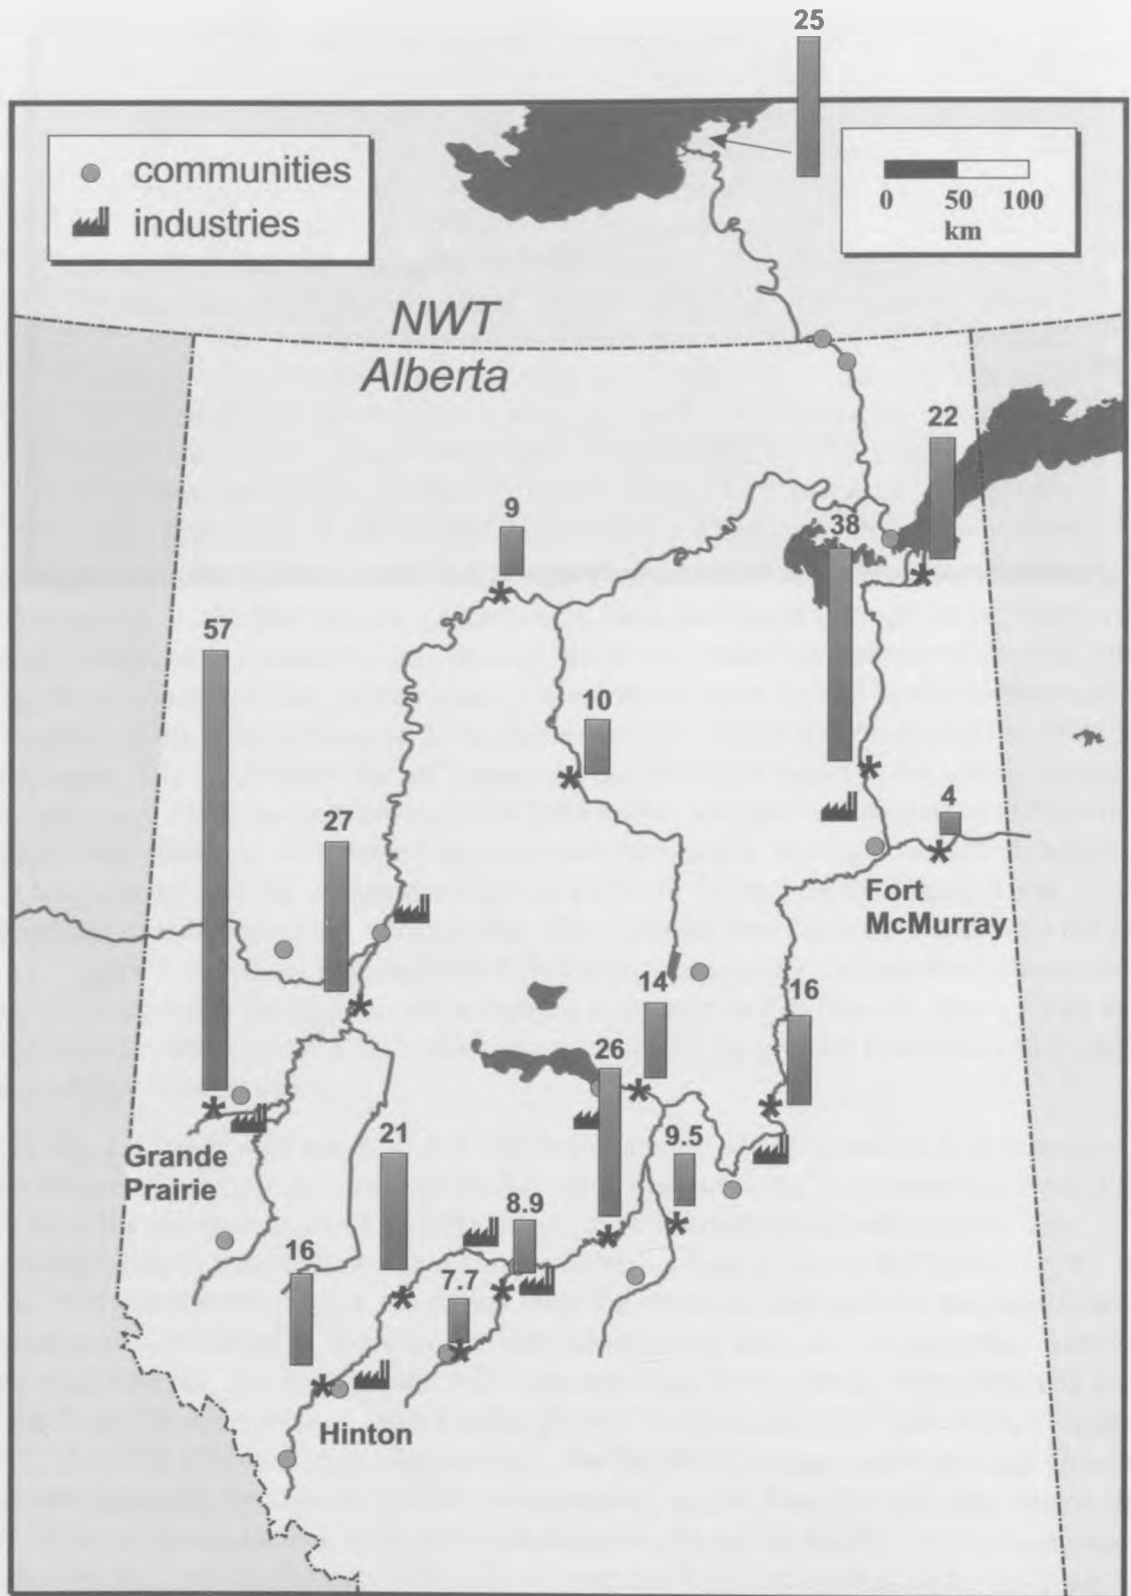 25
communities
industries
0 50 100
km
NWT
Alberta
22
9
38
57
10
4
27
Fort
McMurray
14
16
26
21
9.5
Grande
Prairie
8.9
16
7.7
Hinton